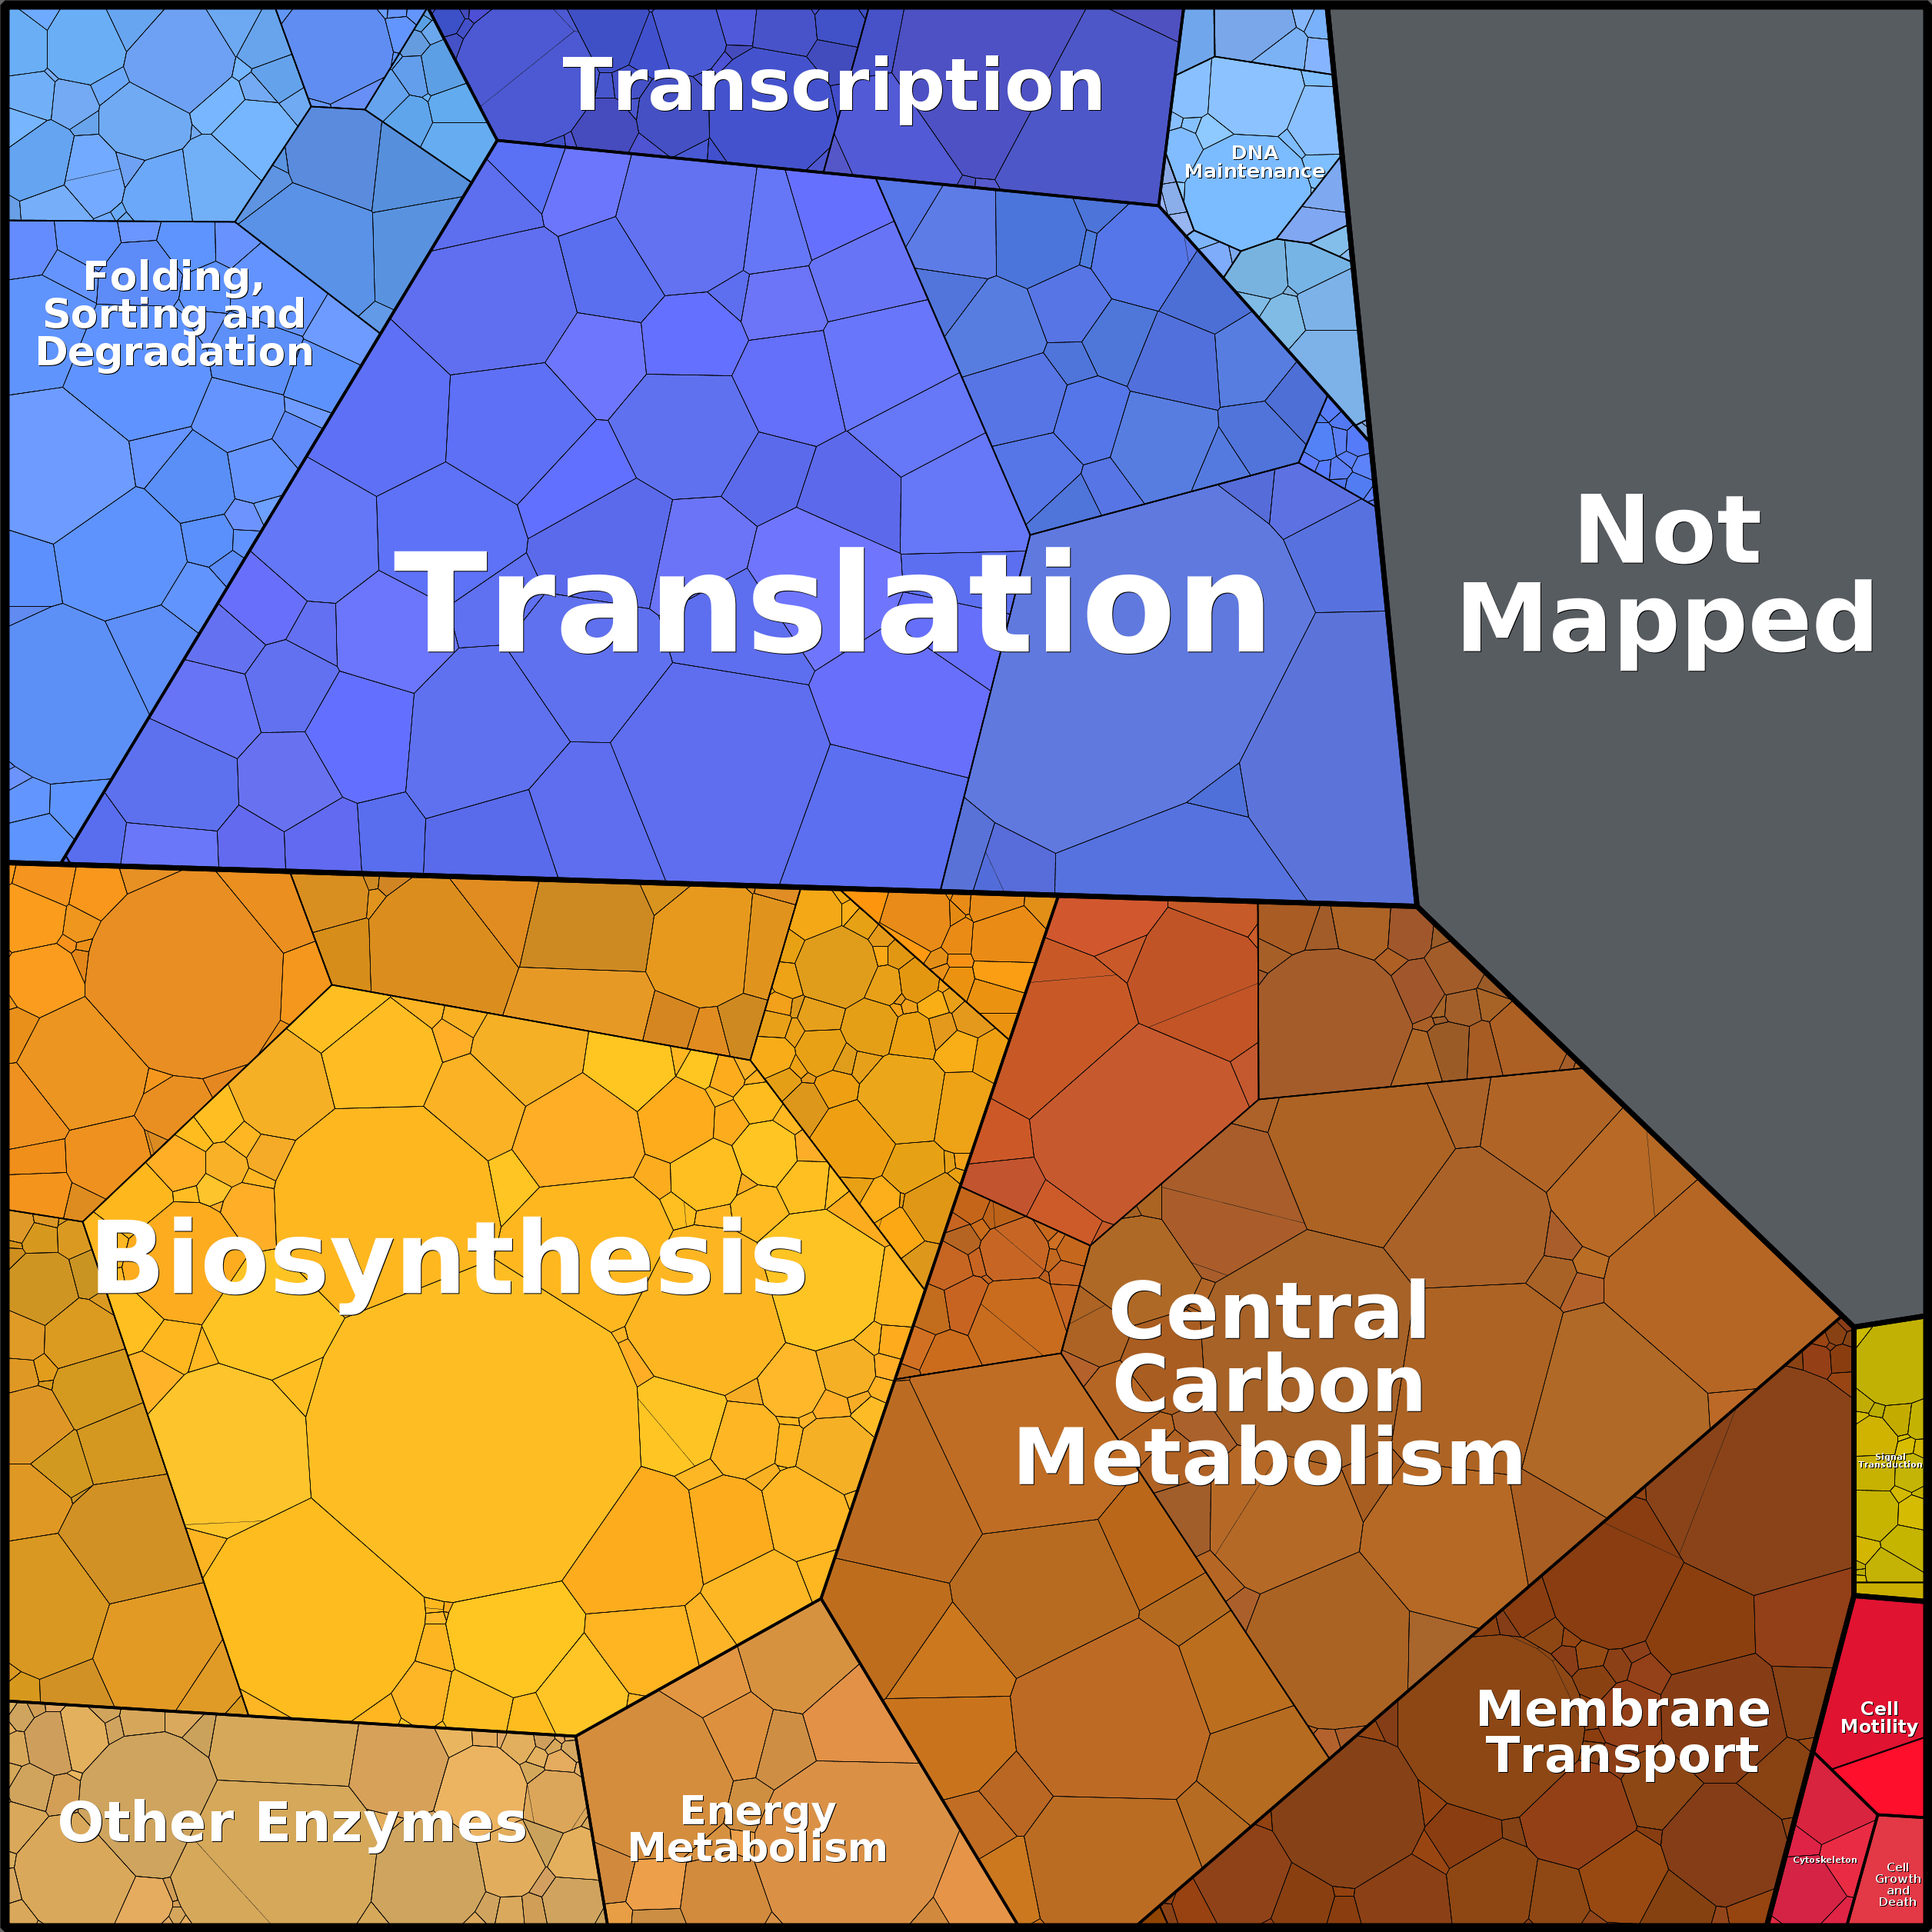 Transcription
DNA
Maintenance
Folding,
Sorting and
Degradation
Translation
Not
Mapped
Biosynthesis
Central
Carbon
Metabolism
Signal
Transduction
Membrane
Transport
Cell
Motility
Other Enzymes
Energy
Metabolism
Cytoskeleton
Cell
Growth
and
Death